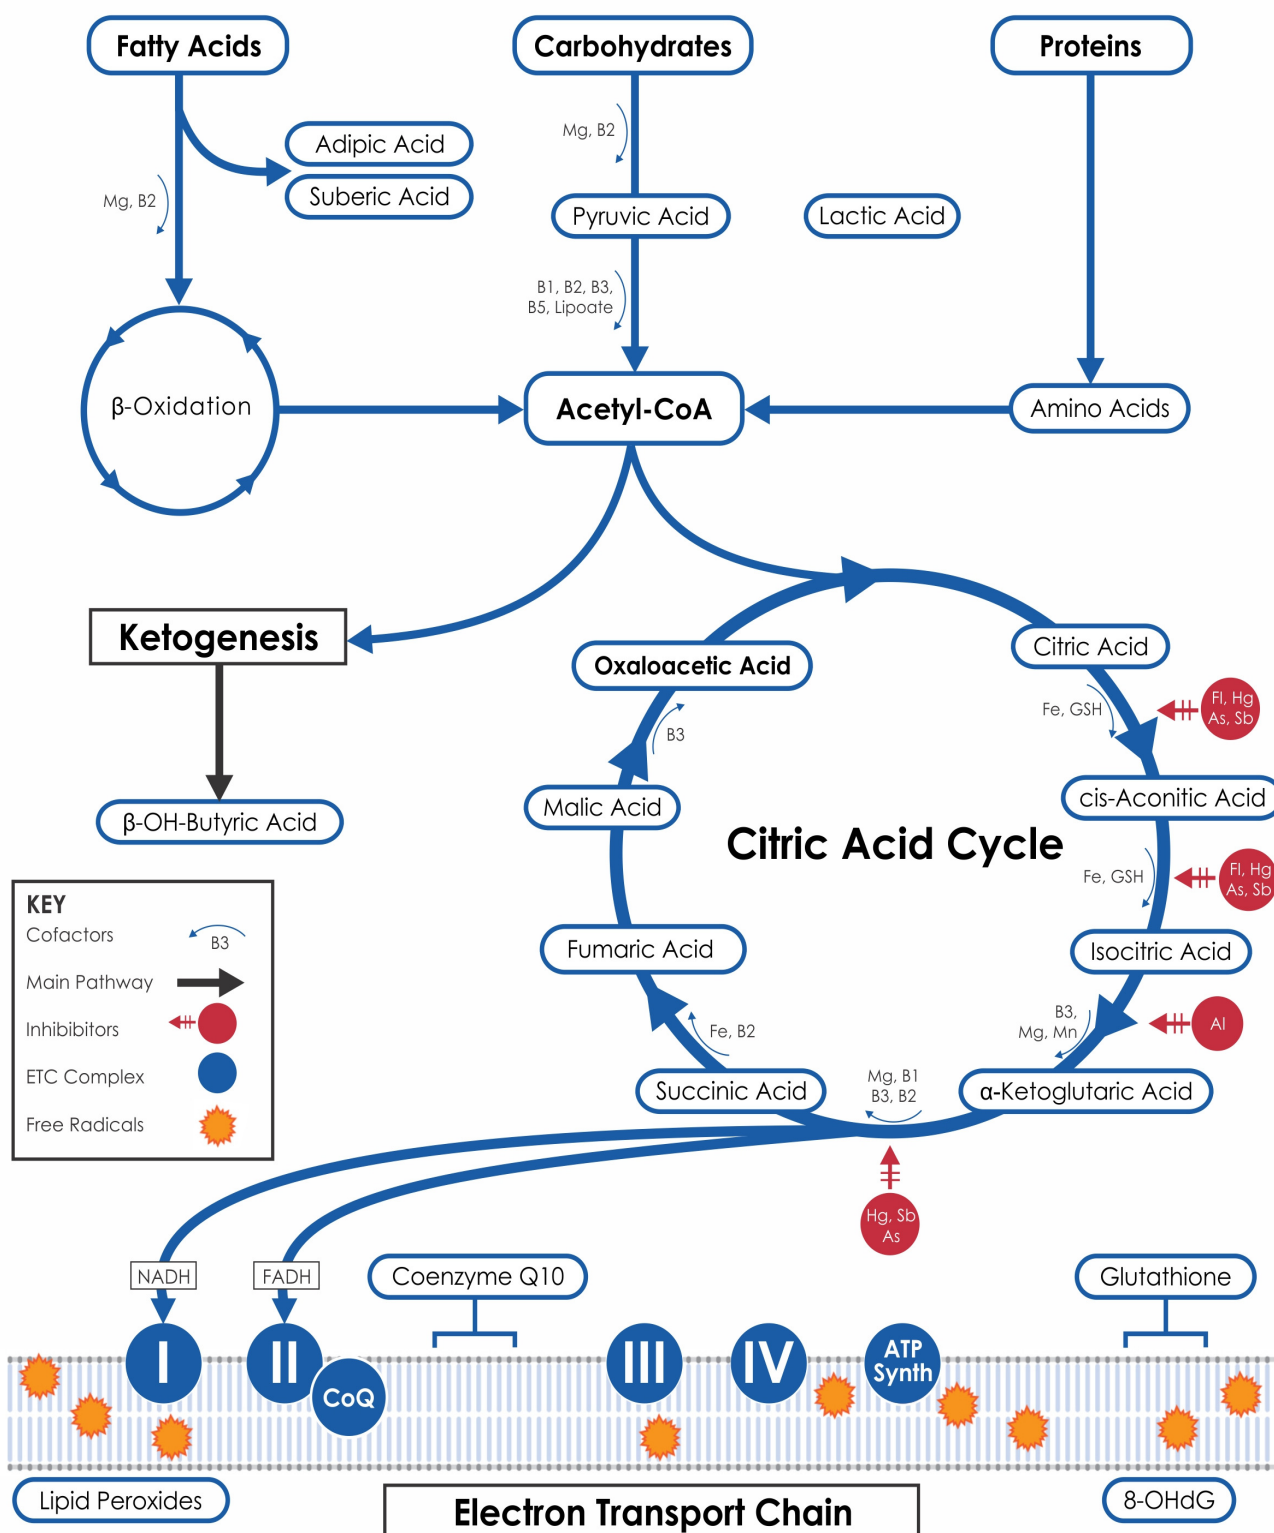 Fatty Acids
Carbohydrates
Proteins
Mg, B2
Adipic Acid
Suberic Acid
Mg, B2
Pyruvic Acid
Lactic Acid
B1, B2, B3,
B5, Lipoate
β-Oxidation
Acetyl-CoA
Amino Acids
Ketogenesis
β-OH-Butyric Acid
Oxaloacetic Acid
Citric Acid
Fe, GSH
Fl, Hg
As, Sb
B3
Malic Acid
cis-Aconitic Acid
Citric Acid Cycle
Fe, GSH
Fl, Hg
As, Sb
Fumaric Acid
Isocitric Acid
B3,
Mg, Mn
Al
Fe, B2
Succinic Acid
Mg, B1
B3, B2
α-Ketoglutaric Acid
Hg, Sb
As
KEY
Cofactors
B3
Main Pathway
Inhibibitors
ETC Complex
Free Radicals
NADH
FADH
Coenzyme Q10
Glutathione
I
II
CoQ
III
IV
ATP
Synth
Lipid Peroxides
Electron Transport Chain
8-OHdG